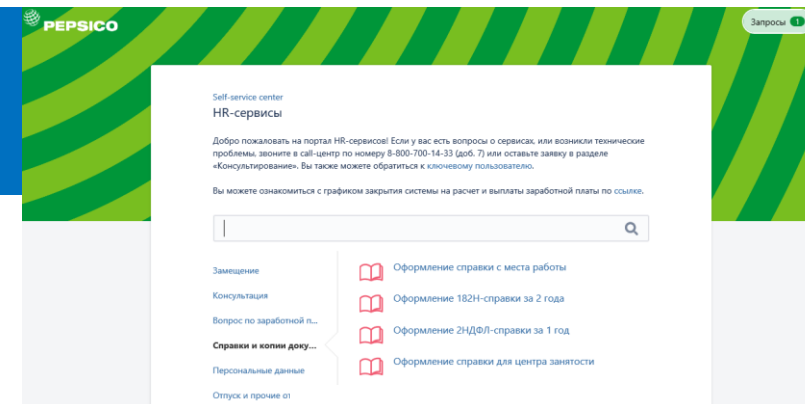 PEPSICO
Запросы 1
Self-service center
HR-сервисы
Добро пожаловать на портал HR-сервисов! Если у вас есть вопросы о сервисах, или возникли технические
проблемы, звоните в call-центр по номеру 8-800-700-14-33 (доб. 7) или оставьте заявку в разделе
«Консультирование». Вы также можете обратиться к ключевому пользователю.
Вы можете ознакомиться с графиком закрытия системы на расчет и выплаты заработной платы по ссылке.
Замещение
Консультация
Вопрос по заработной п...
Справки и копии доку...
Персональные данные
Отпуск и прочие от
Оформление справки с места работы
Оформление 182Н-справки за 2 года
Оформление 2НДФЛ-справки за 1 год
Оформление справки для центра занятости